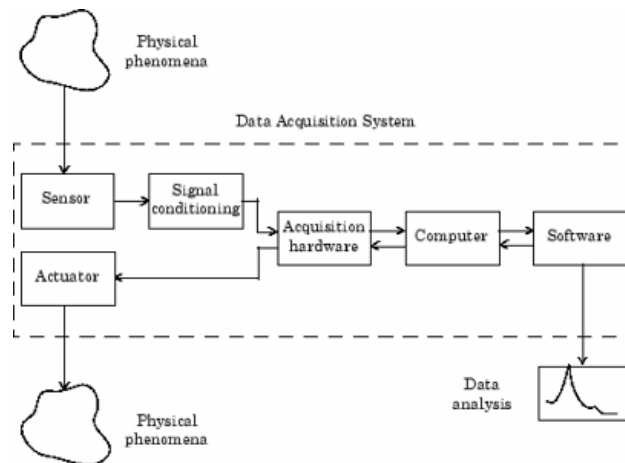 Physical
phenomena
Data Acquisition System
Sensor
Signal
conditioning
Acquisition
hardware
Computer
Software
Actuator
Data
analysis
Physical
phenomena